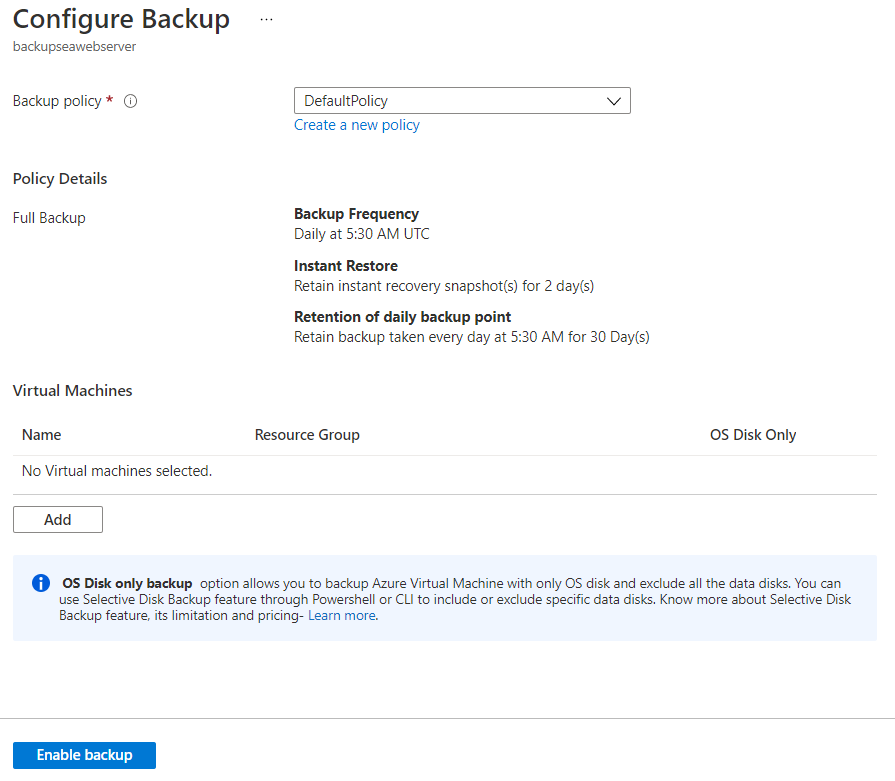 Configure Backup ...
backupseawebserver
Backup policy * DefaultPolicy
Create a new policy
Policy Details
Full Backup
Backup Frequency
Daily at 5:30 AM UTC
Instant Restore
Retain instant recovery snapshot(s) for 2 day(s)
Retention of daily backup point
Retain backup taken every day at 5:30 AM for 30 Day(s)
Virtual Machines
Name Resource Group OS Disk Only
No Virtual machines selected.
Add
OS Disk only backup option allows you to backup Azure Virtual Machine with only OS disk and exclude all the data disks. You can
use Selective Disk Backup feature through Powershell or CLI to include or exclude specific data disks. Know more about Selective Disk
Backup feature, its limitation and pricing- Learn more.
Enable backup